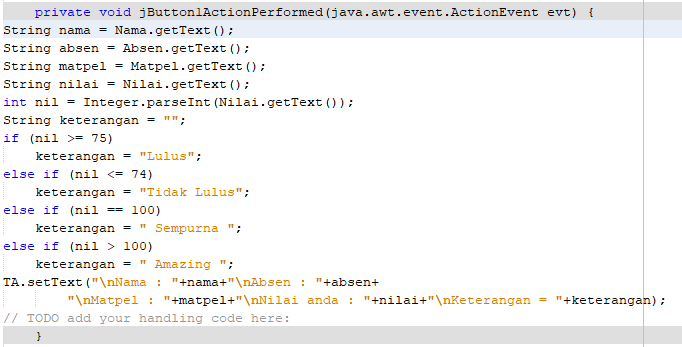 private void jButton1ActionPerformed(java.awt.event.ActionEvent evt) {
String nama = Nama.getText();
String absen = Absen.getText();
String matpel = Matpel.getText();
String nilai = Nilai.getText();
int nil = Integer.parseInt(Nilai.getText());
String keterangan = "";
if (nil >= 75)
    keterangan = "Lulus";
else if (nil <= 74)
    keterangan = "Tidak Lulus";
else if (nil == 100)
    keterangan = " Sempurna ";
else if (nil > 100)
    keterangan = " Amazing ";
TA.setText("\nNama : "+nama+"\nAbsen : "+absen+
        "\nMatpel : "+matpel+"\nNilai anda : "+nilai+"\nKeterangan = "+keterangan);
// TODO add your handling code here:
    }